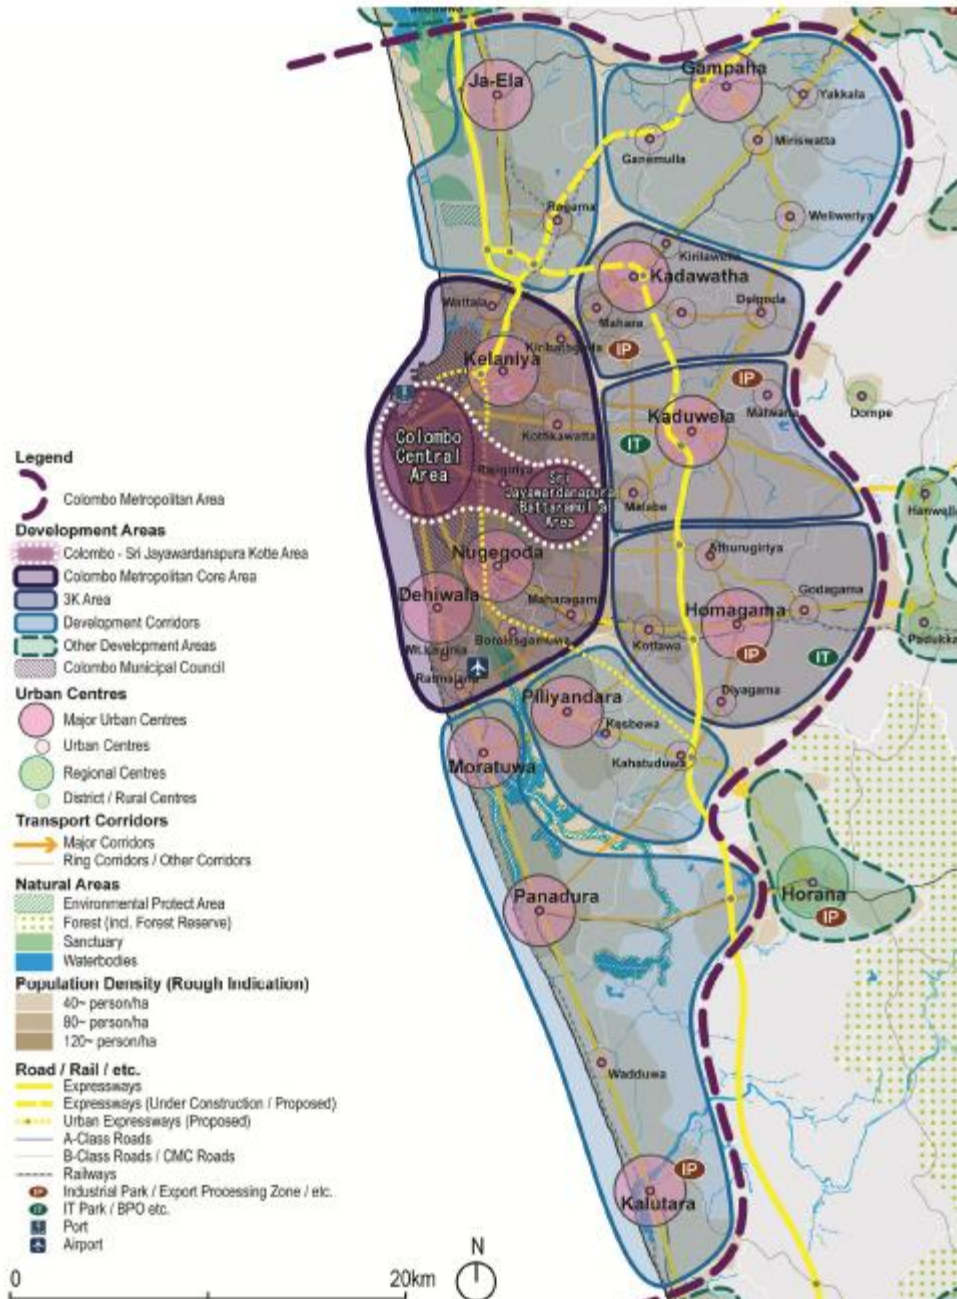 Ja-Ela
Gampaha
Yakkala
Ganemulla
Miriswatta
Ragama
Weliweriya
Kadawatha
Wattala
Mahara
Delgoda
Kelaniya
IP
IP
Kaduwela
Malwana
Dompe
Colombo
Central
Area
Kottikawatta
IT
Rajigiriya
Sri
Jayawardanapura
Battaramulla
Area
Malabe
Hanwella
Nugegoda
Athurugiriya
Dehiwala
Maharagama
Homagama
Godagama
Padukka
Kottawa
IP
IT
Ratmalana
Piliyandara
Diyagama
Kesbewa
Moratuwa
Kahatuduwa
Panadura
Horana
IP
Wadduwa
IP
Kalutara
Legend
Colombo Metropolitan Area
Development Areas
Colombo - Sri Jayawardanapura Kotte Area
Colombo Metropolitan Core Area
3K Area
Development Corridors
Other Development Areas
Colombo Municipal Council
Urban Centres
Major Urban Centres
Urban Centres
Regional Centres
District / Rural Centres
Transport Corridors
Major Corridors
Ring Corridors / Other Corridors
Natural Areas
Environmental Protect Area
Forest (incl. Forest Reserve)
Sanctuary
Waterbodies
Population Density (Rough Indication)
40~ person/ha
80~ person/ha
120~ person/ha
Road / Rail / etc.
Expressways
Expressways (Under Construction / Proposed)
Urban Expressways (Proposed)
A-Class Roads
B-Class Roads / CMC Roads
Railways
IP Industrial Park / Export Processing Zone / etc.
IT IT Park / BPO etc.
Port
Airport
0 20km
N